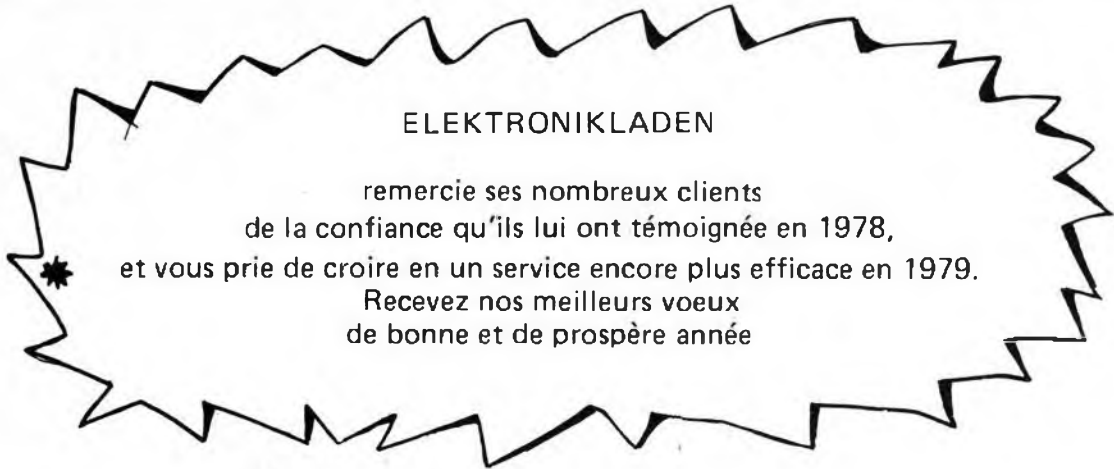 ELEKTRONIKLADEN
remercie ses nombreux clients
de la confiance qu'ils lui ont témoignée en 1978,
et vous prie de croire en un service encore plus efficace en 1979.
Recevez nos meilleurs voeux
de bonne et de prospère année